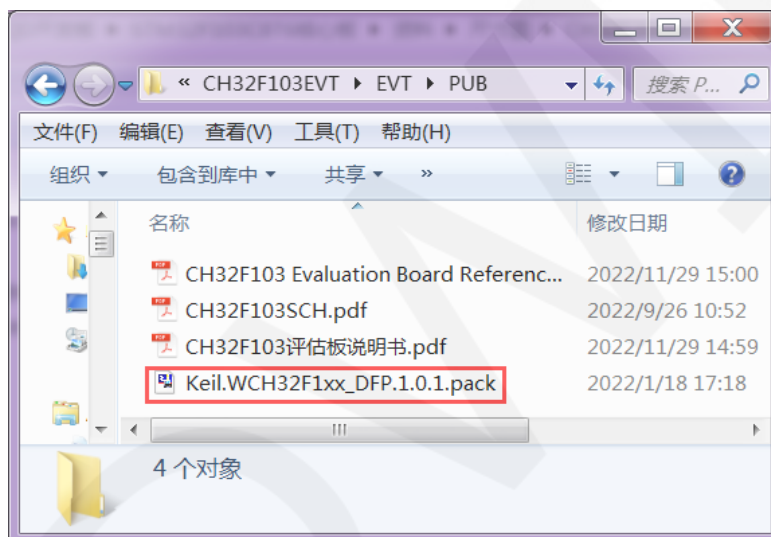 « CH32F103EVT ▸ EVT ▸ PUB
搜索 P...
文件(F) 编辑(E) 查看(V) 工具(T) 帮助(H)
组织 包含到库中 共享 »
名称 修改日期
CH32F103 Evaluation Board Referenc... 2022/11/29 15:00
CH32F103SCH.pdf 2022/9/26 10:52
CH32F103评估板说明书.pdf 2022/11/29 14:59
Keil.WCH32F1xx_DFP.1.0.1.pack 2022/1/18 17:18
4 个对象